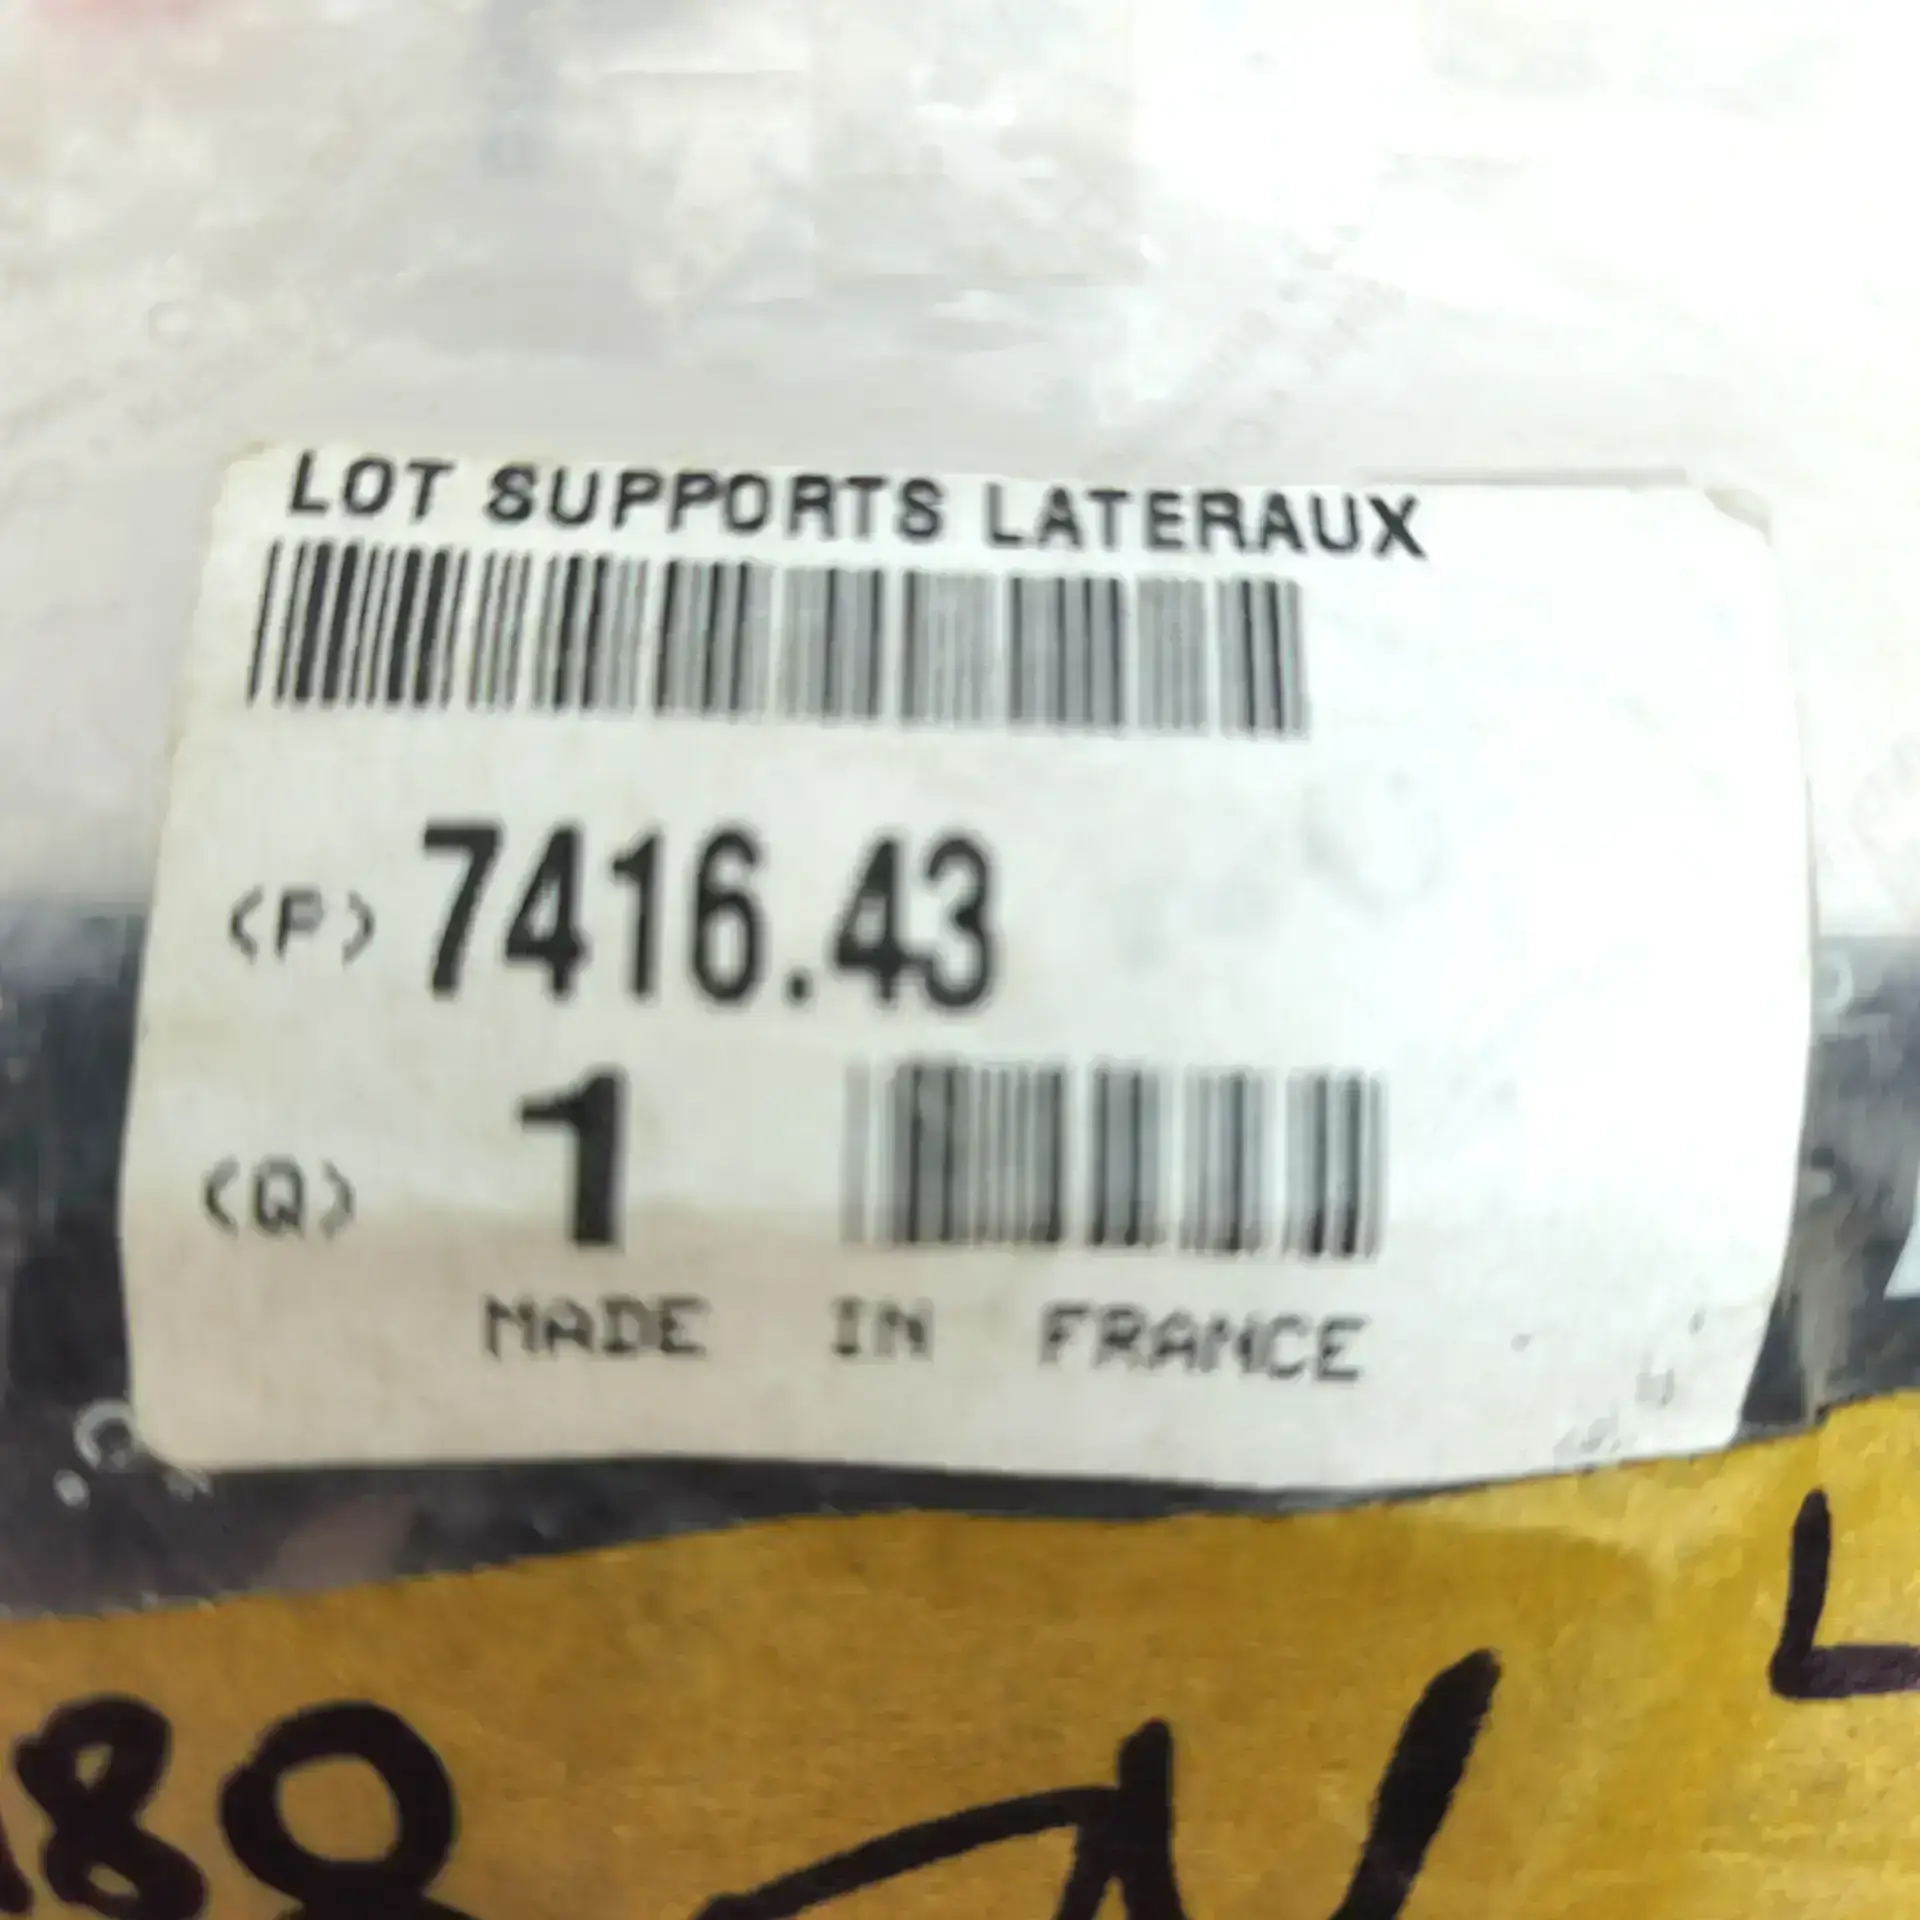 LOT SUPPORTS LATERAUX
(P) 7416.43
(Q) 1
MADE IN FRANCE